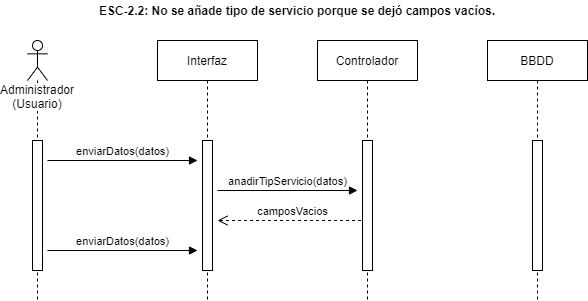 ESC-2.2: No se añade tipo de servicio porque se dejó campos vacíos.
Administrador
(Usuario)
Interfaz
Controlador
BBDD
enviarDatos(datos)
anadirTipServicio(datos)
camposVacios
enviarDatos(datos)